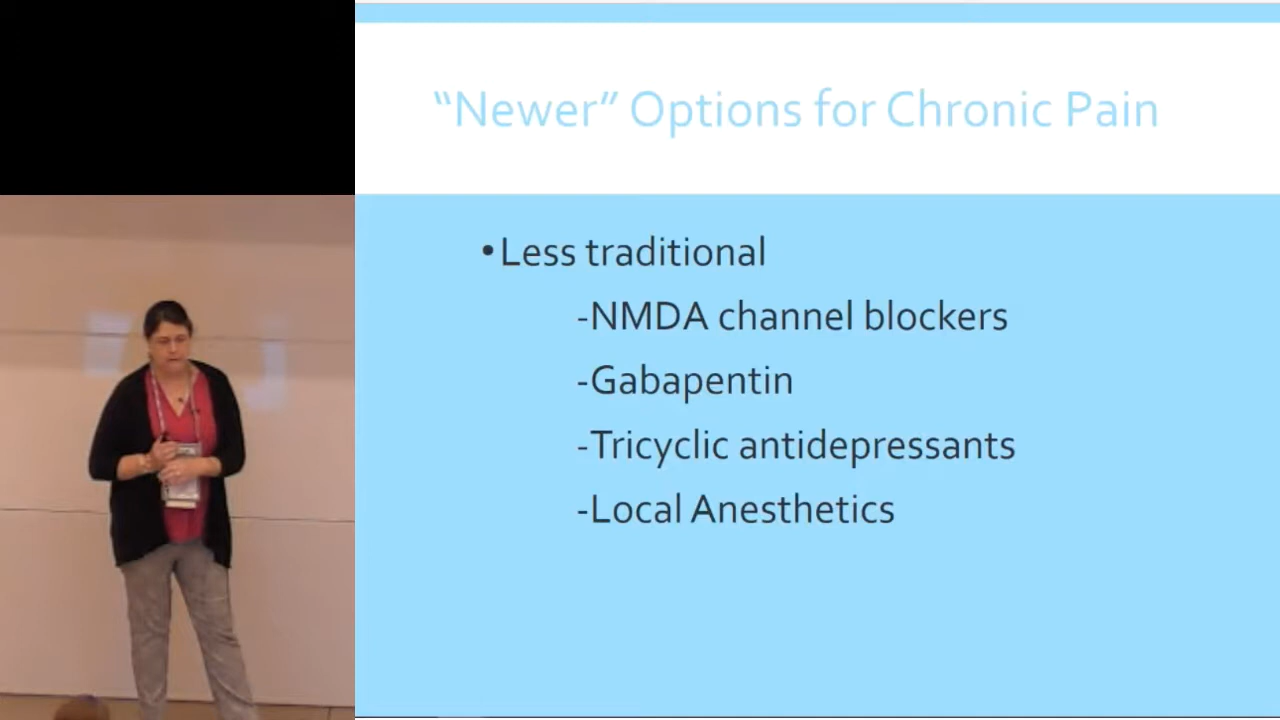 “Newer” Options for Chronic Pain
•Less traditional
-NMDA channel blockers
-Gabapentin
-Tricyclic antidepressants
-Local Anesthetics